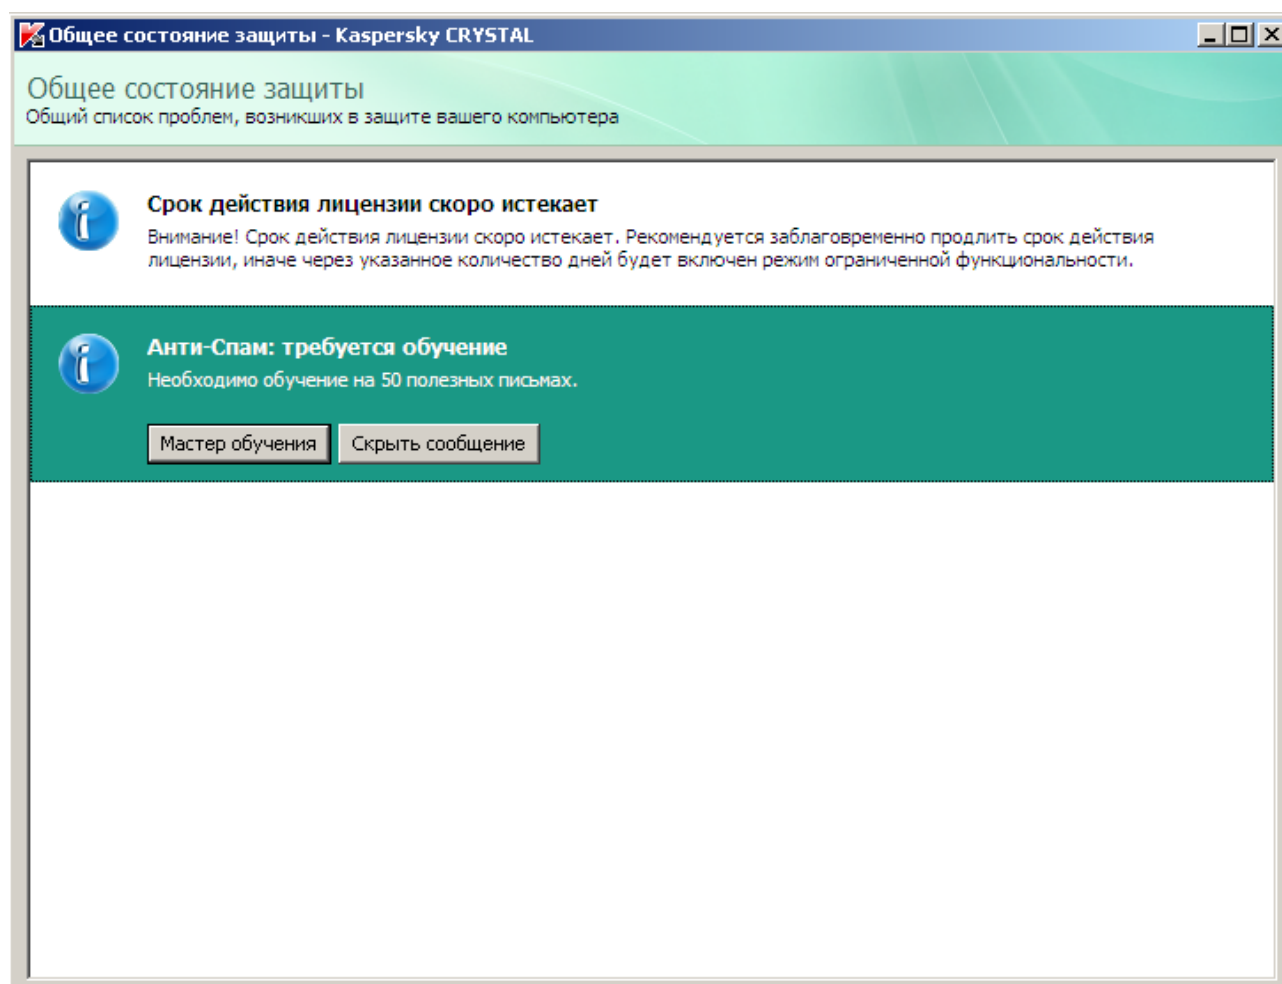 Общее состояние защиты - Kaspersky CRYSTAL
Общее состояние защиты
Общий список проблем, возникших в защите вашего компьютера
Срок действия лицензии скоро истекает
Внимание! Срок действия лицензии скоро истекает. Рекомендуется заблаговременно продлить срок действия
лицензии, иначе через указанное количество дней будет включен режим ограниченной функциональности.
Анти-Спам: требуется обучение
Необходимо обучение на 50 полезных письмах.
Мастер обучения Скрыть сообщение